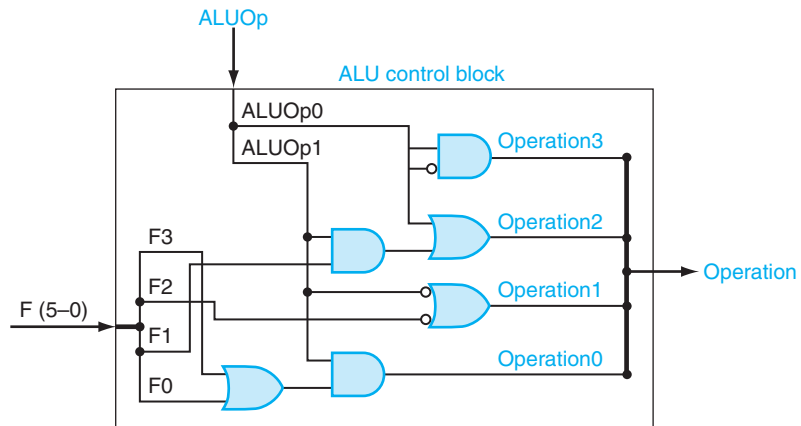 ALUOp
ALU control block
ALUOp0
ALUOp1
Operation3
Operation2
F3
F2
Operation1
Operation
F (5–0)
F1
F0
Operation0